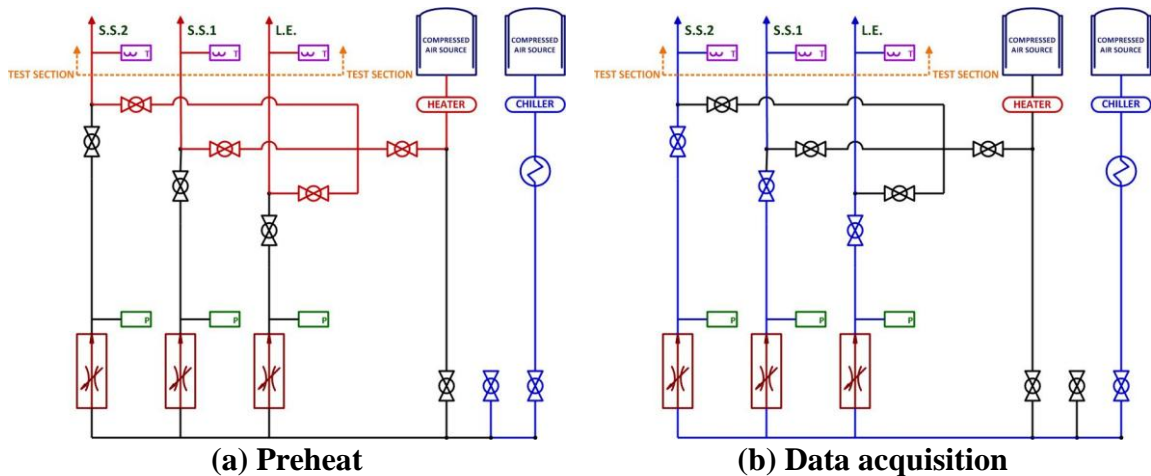 S.S.2 S.S.1 L.E.
COMPRESSED
AIR SOURCE
COMPRESSED
AIR SOURCE
T T T
TEST SECTION TEST SECTION
HEATER CHILLER
P P P
(a) Preheat
S.S.2 S.S.1 L.E.
COMPRESSED
AIR SOURCE
COMPRESSED
AIR SOURCE
T T T
TEST SECTION TEST SECTION
HEATER CHILLER
P P P
(b) Data acquisition